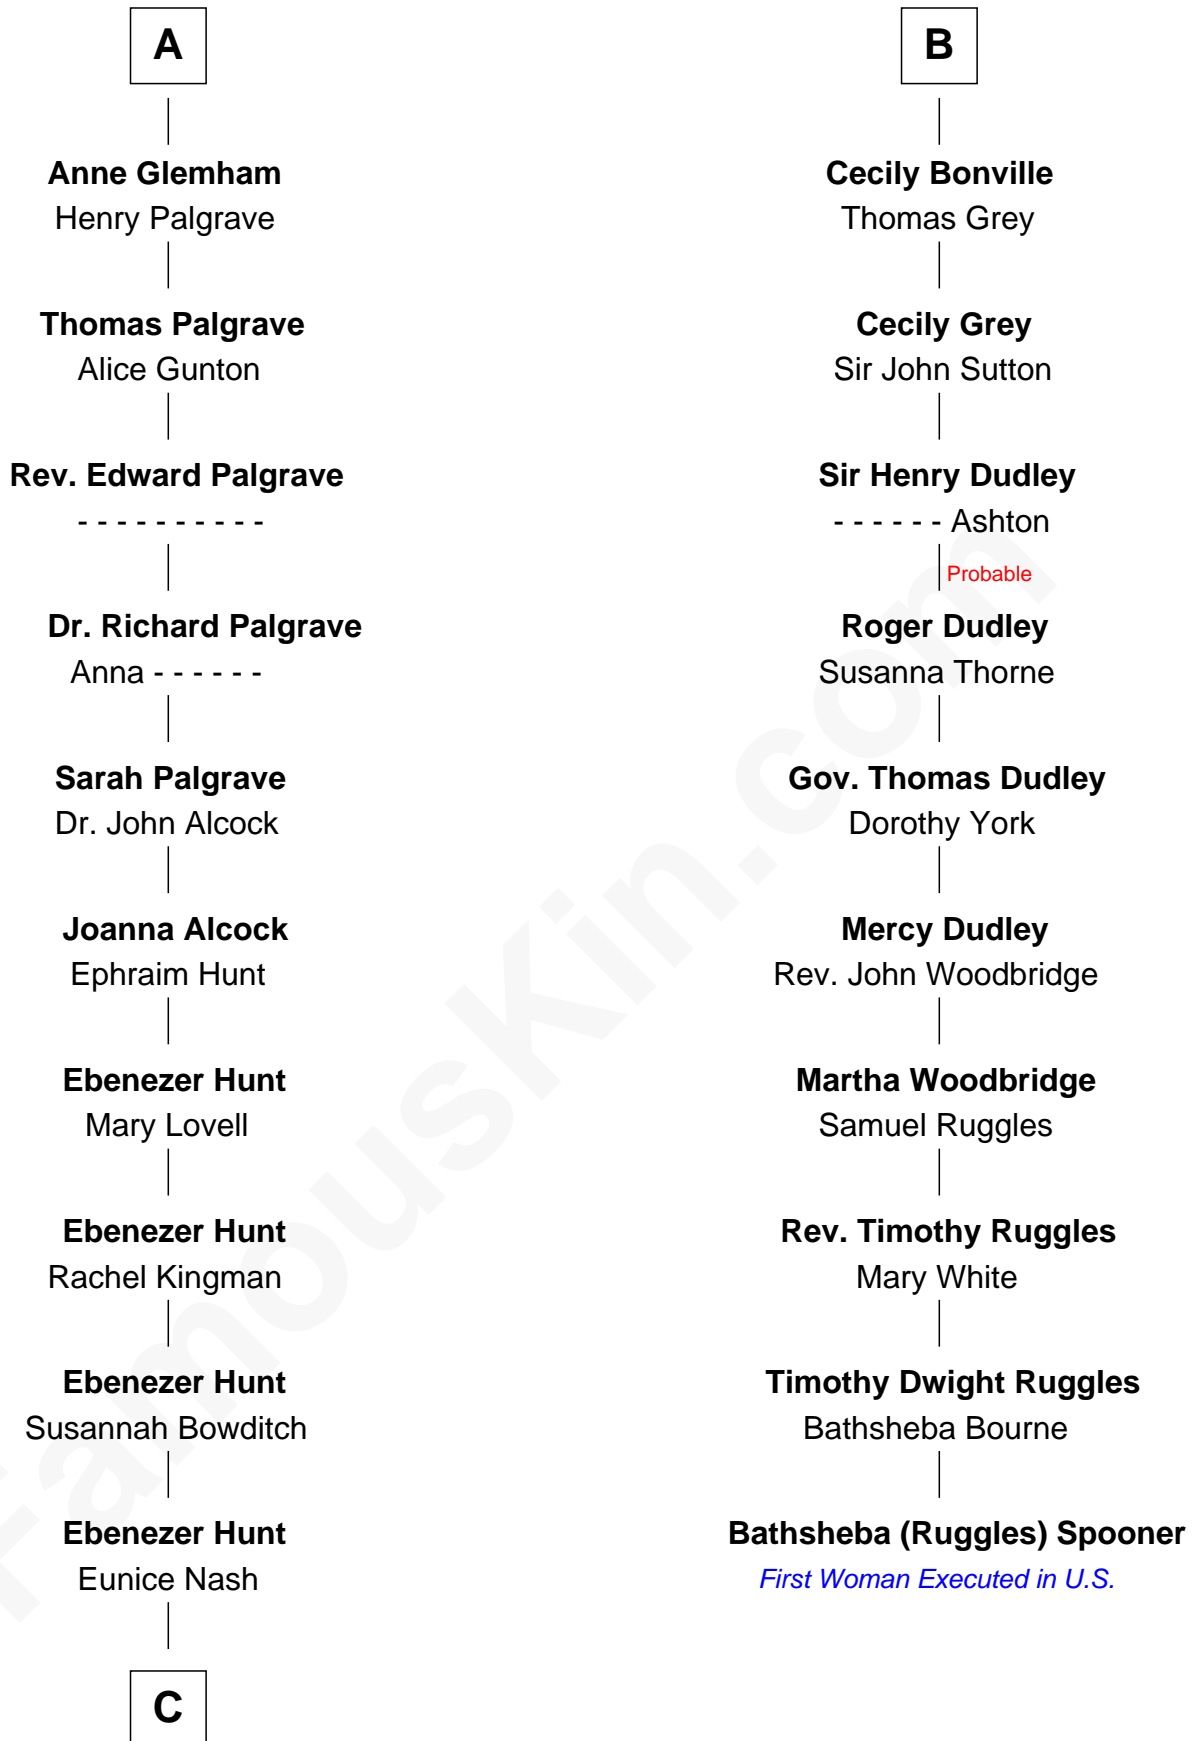 A
Anne Glemham
Henry Palgrave
Thomas Palgrave
Alice Gunton
Rev. Edward Palgrave
- - - - - - - - - -
Dr. Richard Palgrave
Anna - - - - - -
Sarah Palgrave
Dr. John Alcock
Joanna Alcock
Ephraim Hunt
Ebenezer Hunt
Mary Lovell
Ebenezer Hunt
Rachel Kingman
Ebenezer Hunt
Susannah Bowditch
Ebenezer Hunt
Eunice Nash
C
B
Cecily Bonville
Thomas Grey
Cecily Grey
Sir John Sutton
Sir Henry Dudley
- - - - - - Ashton
Probable
Roger Dudley
Susanna Thorne
Gov. Thomas Dudley
Dorothy York
Mercy Dudley
Rev. John Woodbridge
Martha Woodbridge
Samuel Ruggles
Rev. Timothy Ruggles
Mary White
Timothy Dwight Ruggles
Bathsheba Bourne
Bathsheba (Ruggles) Spooner
First Woman Executed in U.S.
FamousKin.com